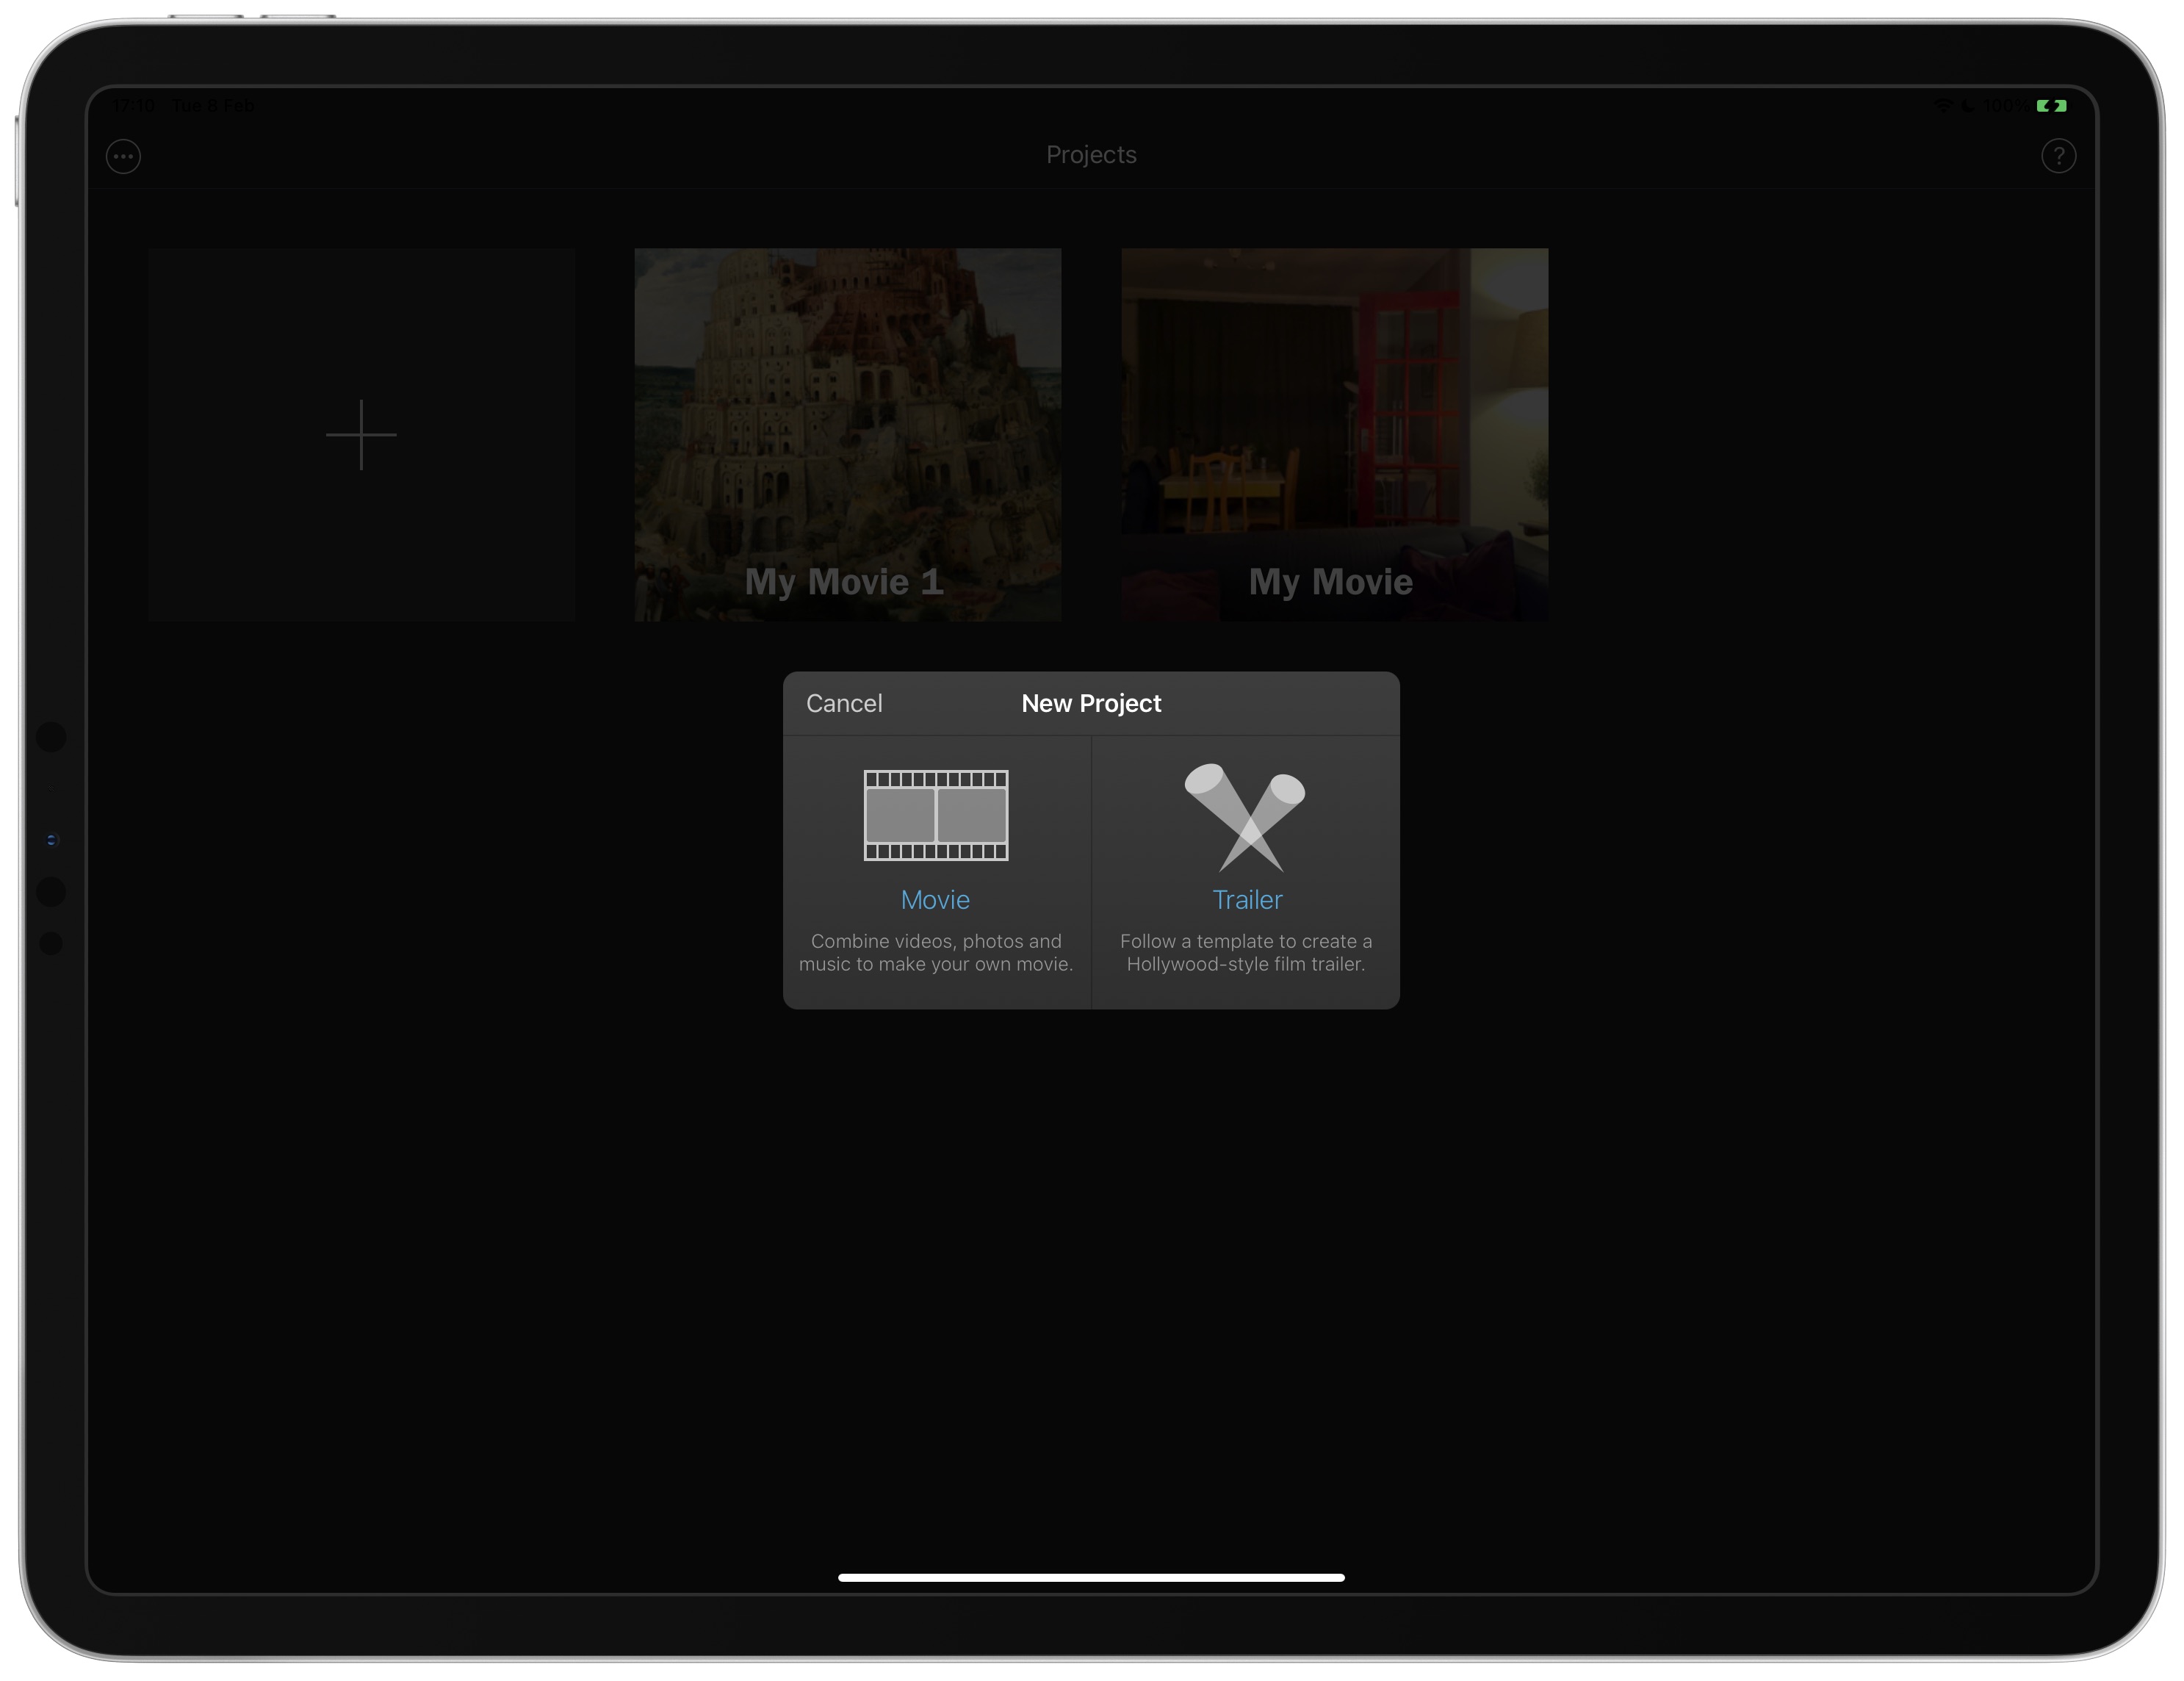 17:10 Tue 8 Feb
100%
Projects
?
My Movie 1
My Movie
Cancel
New Project
Movie
Combine videos, photos and
music to make your own movie.
Trailer
Follow a template to create a
Hollywood-style film trailer.